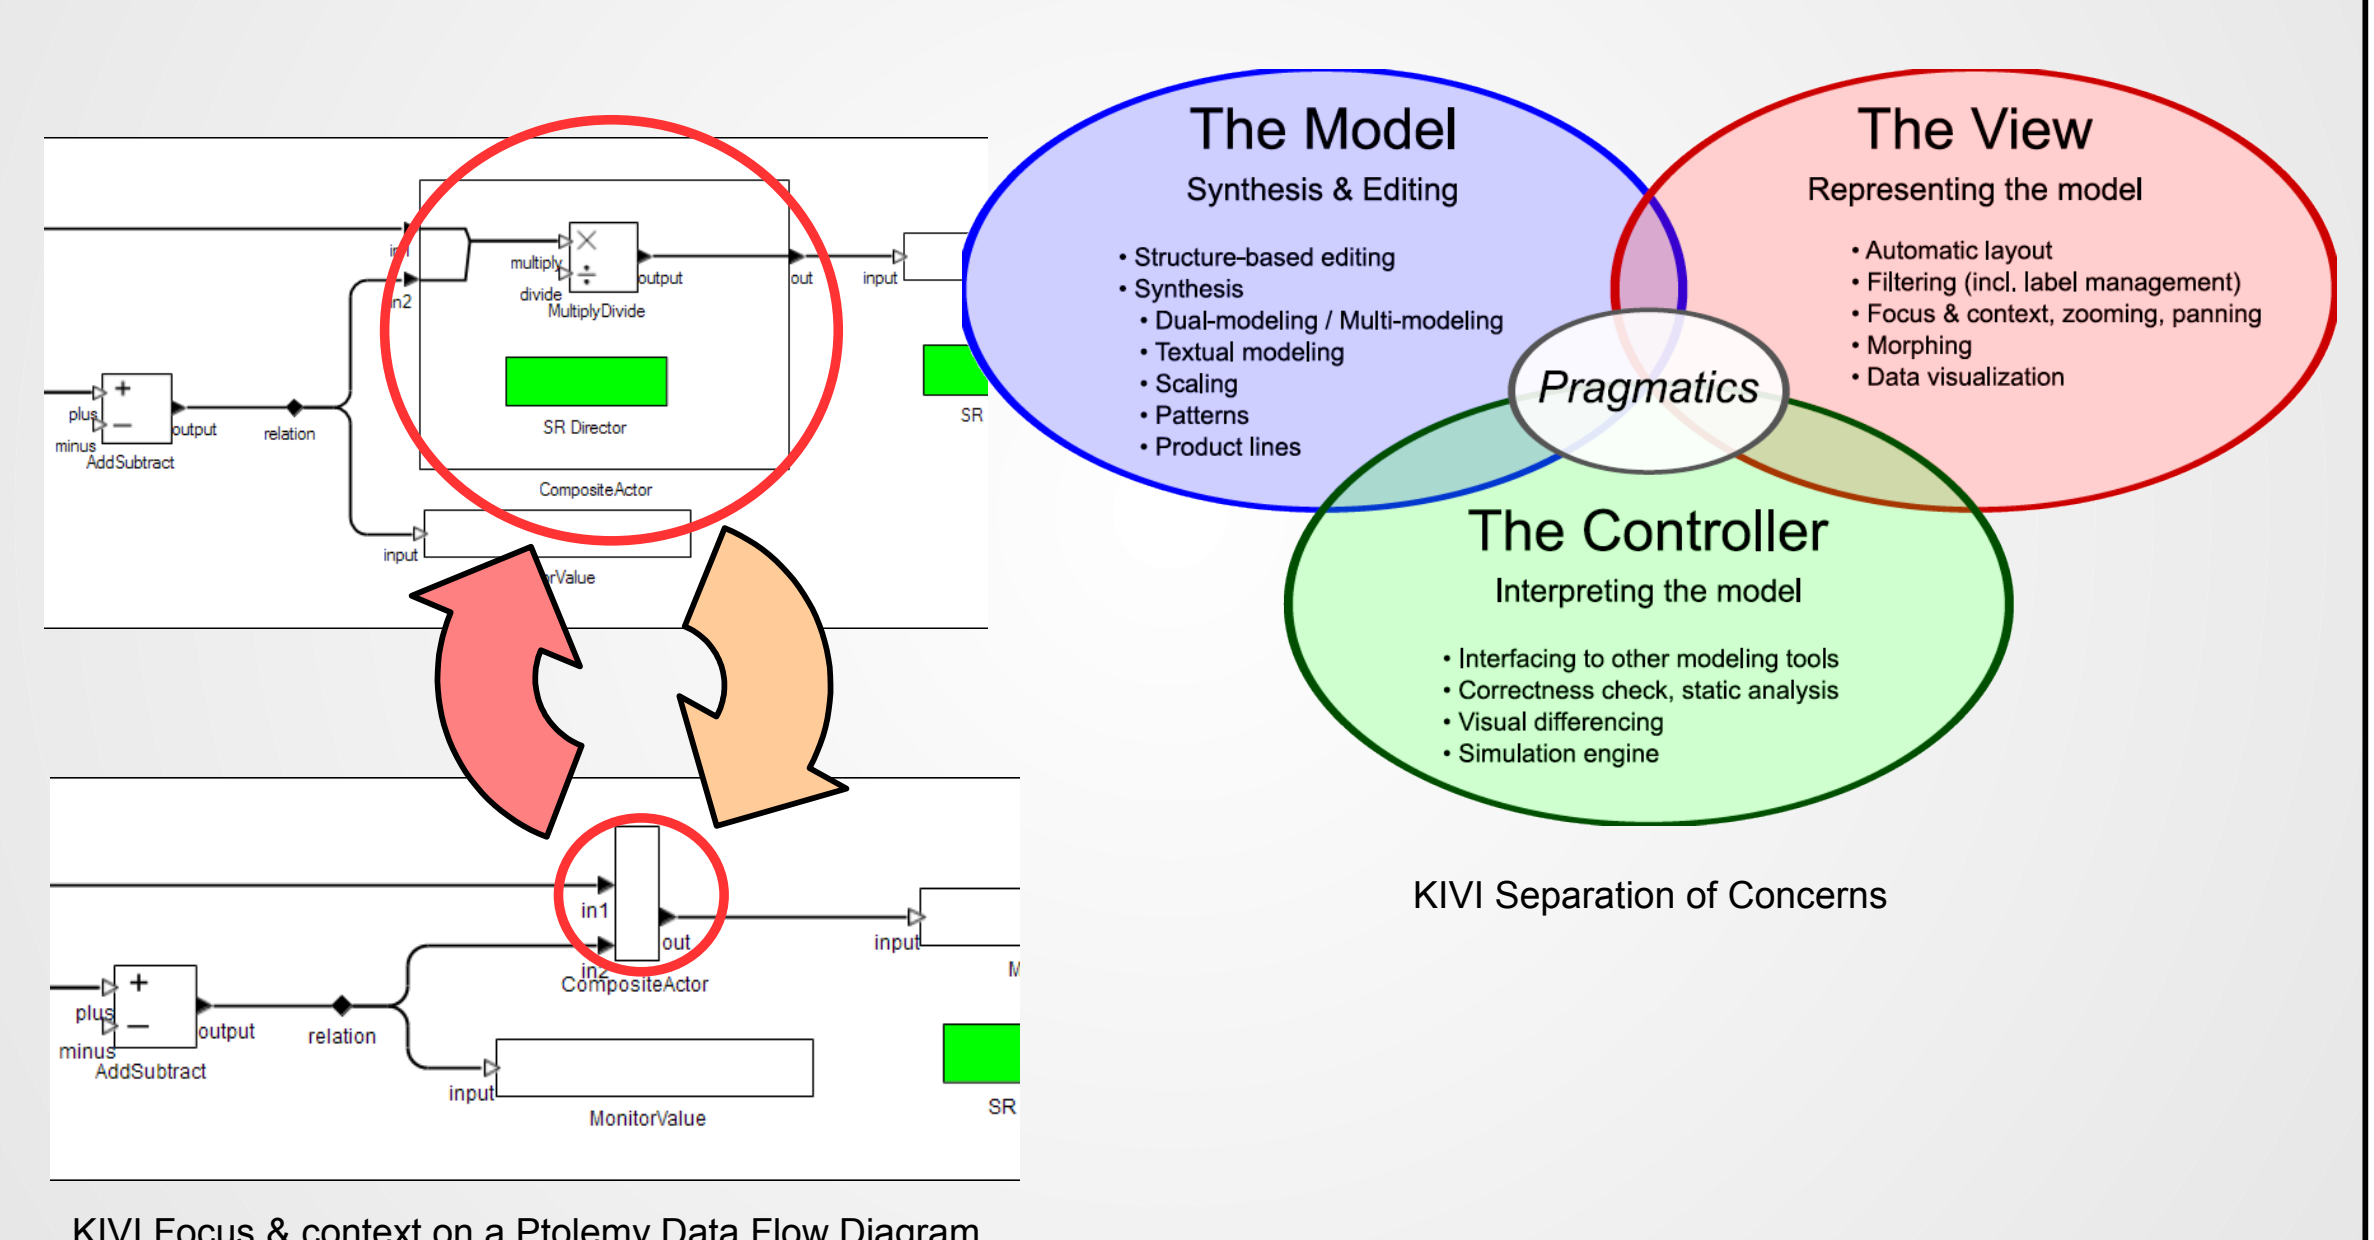 in1
multiply
divide
output
MultiplyDivide
out
input
in2
SR Director
SR
plus
minus
output
AddSubtract
relation
CompositeActor
input
orValue
in1
out
in2
CompositeActor
input
M
plus
minus
output
AddSubtract
relation
input
MonitorValue
SR
KIVI Focus & context on a Ptolemy Data Flow Diagram
The Model
Synthesis & Editing
• Structure-based editing
• Synthesis
• Dual-modeling / Multi-modeling
• Textual modeling
• Scaling
• Patterns
• Product lines
The View
Representing the model
• Automatic layout
• Filtering (incl. label management)
• Focus & context, zooming, panning
• Morphing
• Data visualization
Pragmatics
The Controller
Interpreting the model
• Interfacing to other modeling tools
• Correctness check, static analysis
• Visual differencing
• Simulation engine
KIVI Separation of Concerns